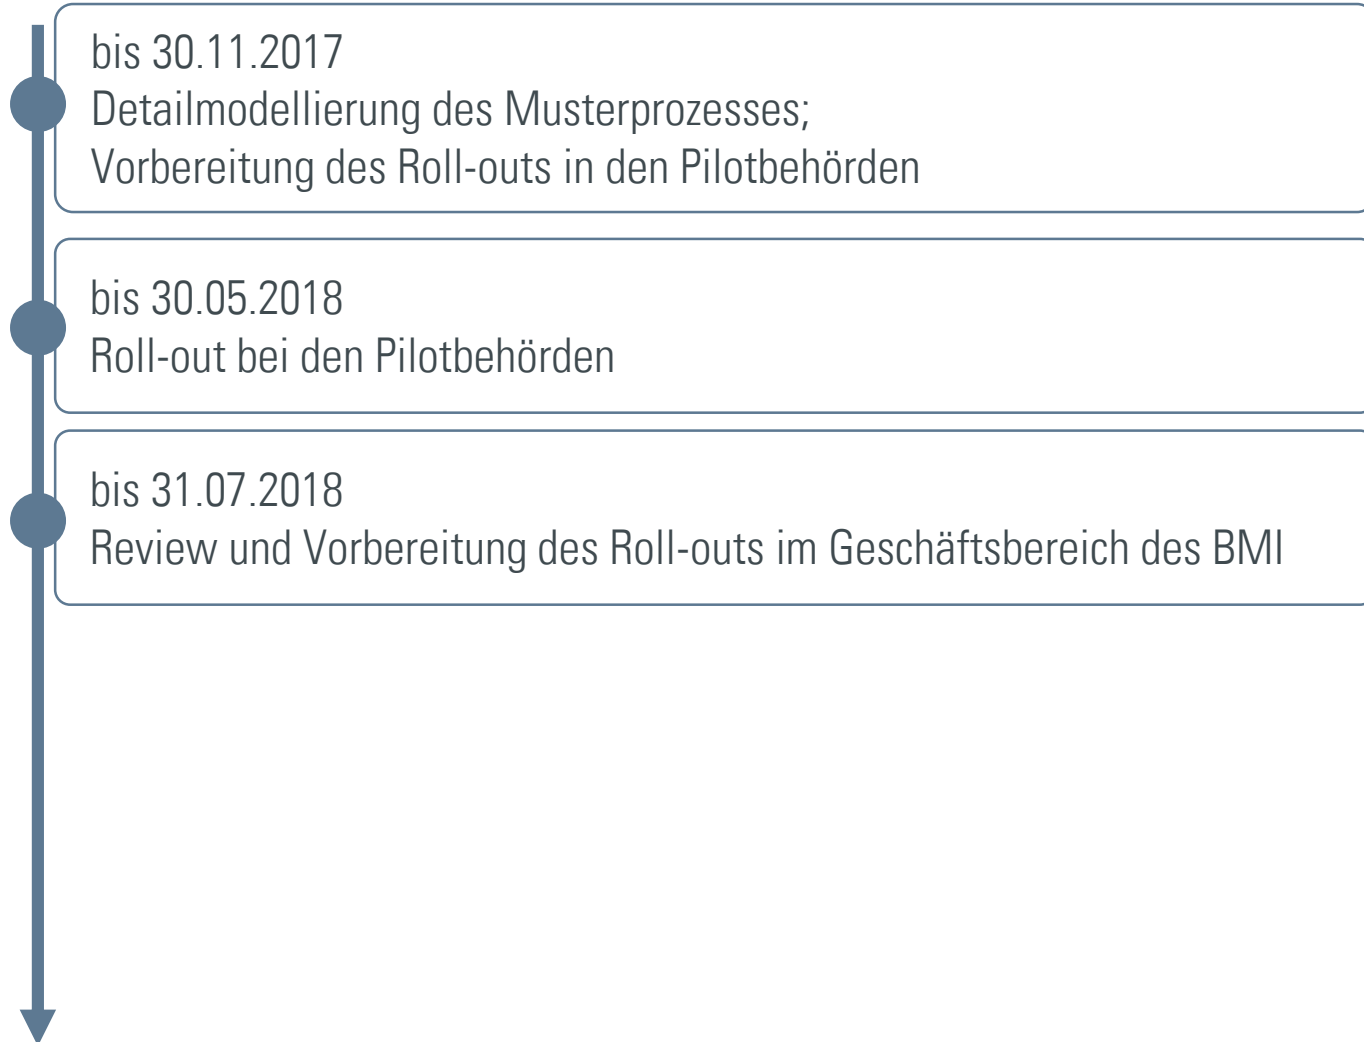 bis 30.11.2017
Detailmodellierung des Musterprozesses;
Vorbereitung des Roll-outs in den Pilotbehörden
bis 30.05.2018
Roll-out bei den Pilotbehörden
bis 31.07.2018
Review und Vorbereitung des Roll-outs im Geschäftsbereich des BMI